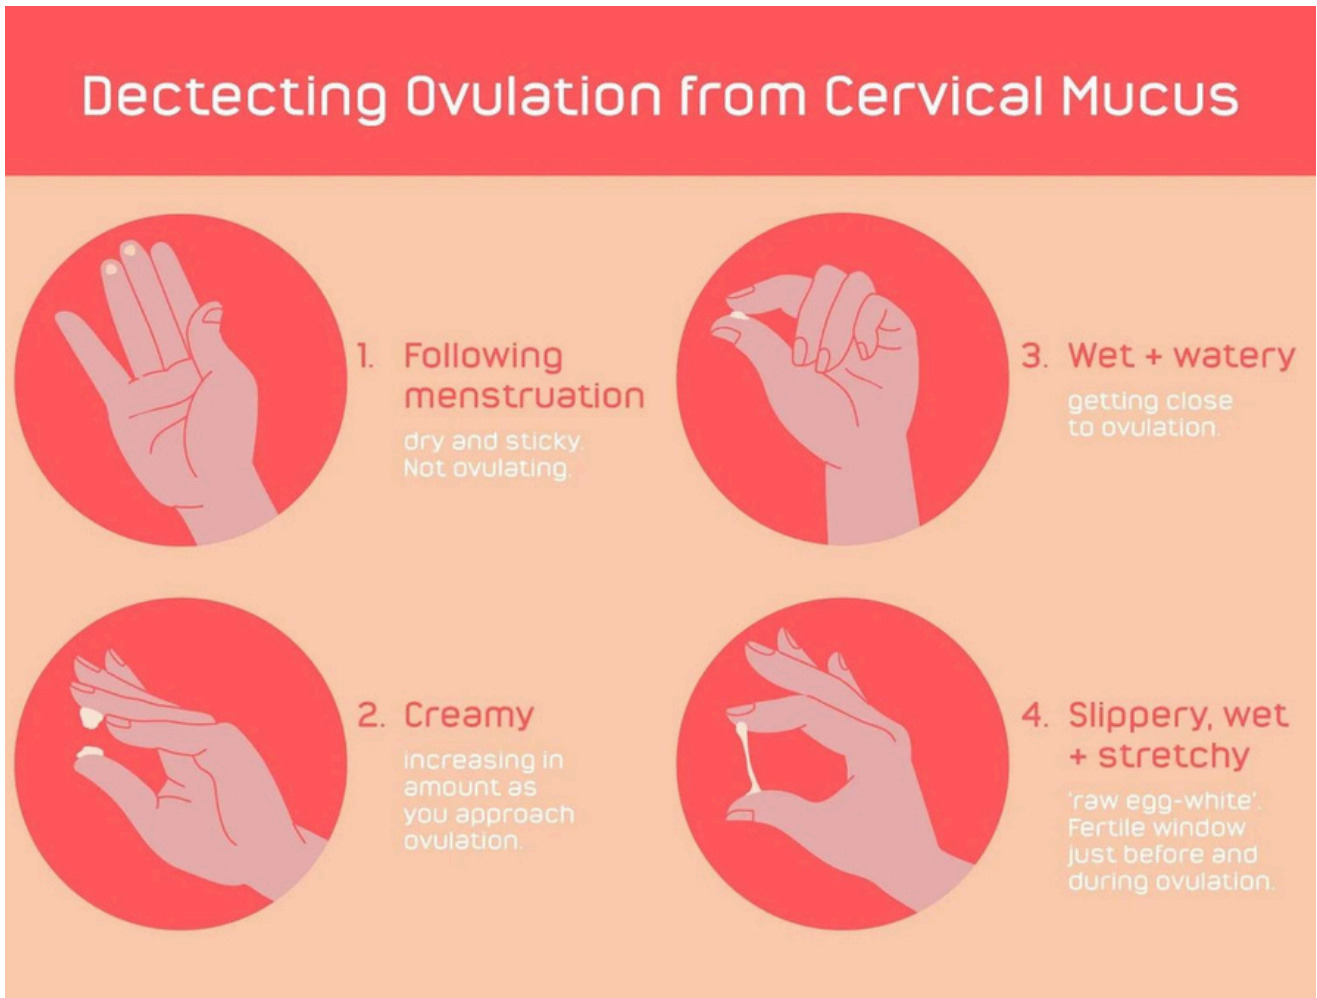 Dectecting Ovulation from Cervical Mucus
1. Following
menstruation
dry and sticky.
Not ovulating.
2. Creamy
increasing in
amount as
you approach
ovulation.
3. Wet + watery
getting close
to ovulation.
4. Slippery, wet
+ stretchy
'raw egg-white'.
Fertile window
just before and
during ovulation.